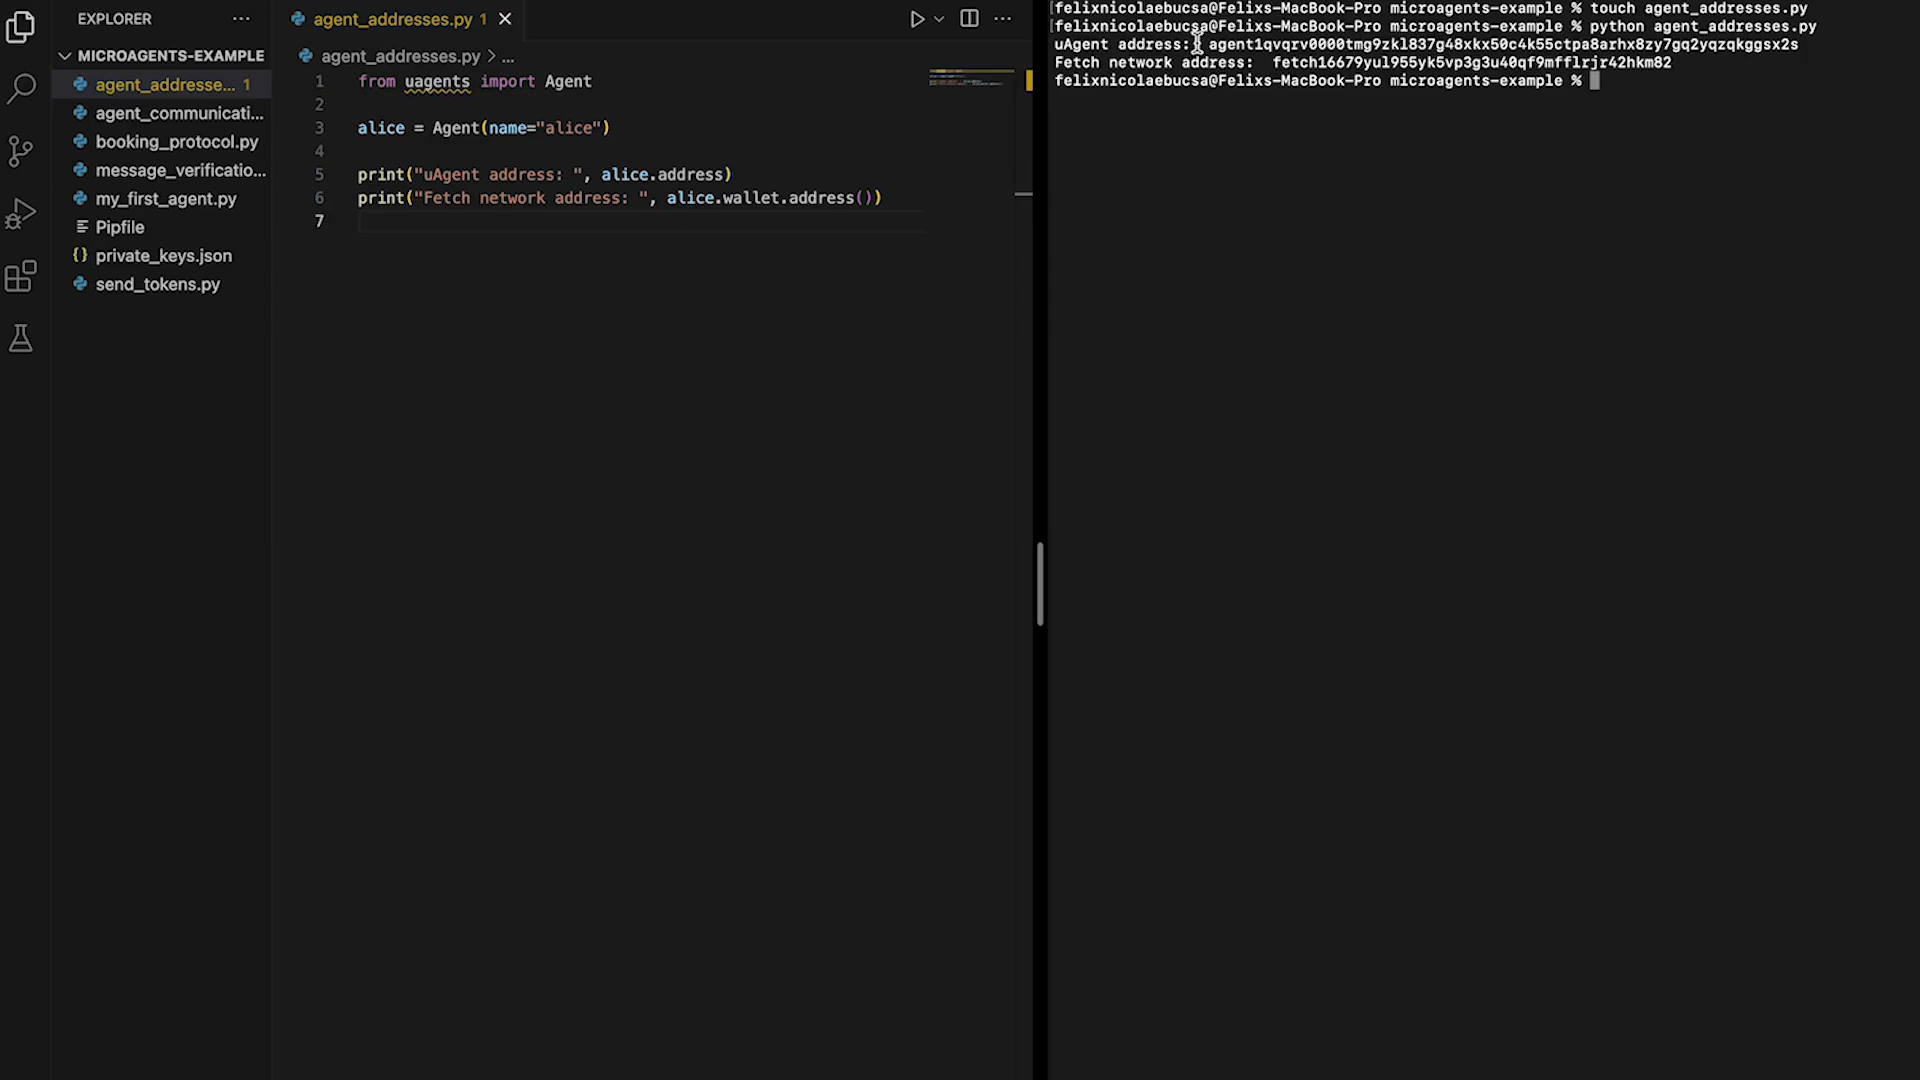 EXPLORER
MICROAGENTS-EXAMPLE
agent_addresse... 1
agent_communicati...
booking_protocol.py
message_verificatio...
my_first_agent.py
Pipfile
{} private_keys.json
send_tokens.py
agent_addresses.py 1
agent_addresses.py > ...
1 from uagents import Agent
2
3 alice = Agent(name="alice")
4
5 print("uAgent address: ", alice.address)
6 print("Fetch network address: ", alice.wallet.address())
7
felixnicolaebucsa@Felixs-MacBook-Pro microagents-example % touch agent_addresses.py
felixnicolaebucsa@Felixs-MacBook-Pro microagents-example % python agent_addresses.py
uAgent address: agent1qvqrv0000tmg9zkl837g48xkx50c4k55ctpa8arhx8zy7gq2yqzqkggsx2s
Fetch network address:  fetch16679yul955yk5vp3g3u40qf9mfflrjr42hkm82
felixnicolaebucsa@Felixs-MacBook-Pro microagents-example %